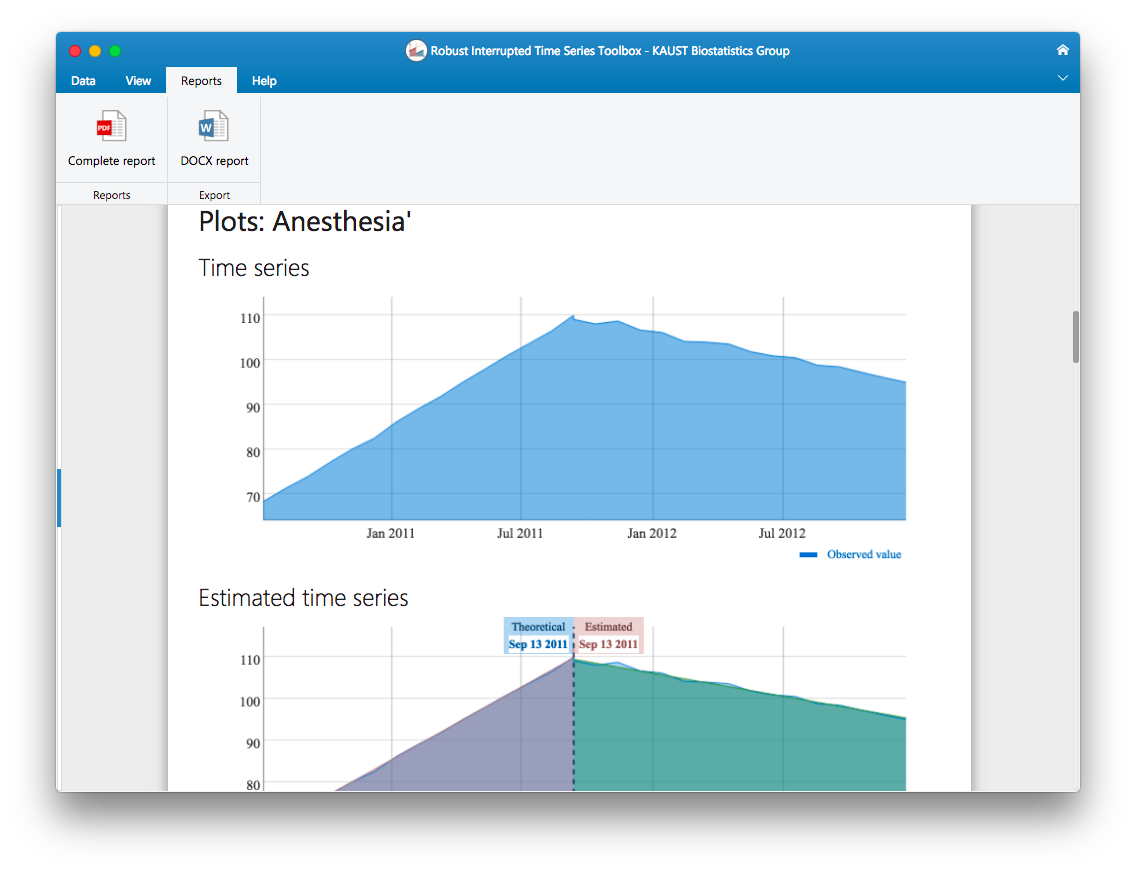 Robust Interrupted Time Series Toolbox - KAUST Biostatistics Group
Data View Reports Help
PDF W
Complete report DOCX report
Reports Export
Plots: Anesthesia'
Time series
110
100
90
80
70
Jan 2011 Jul 2011 Jan 2012 Jul 2012
Observed value
Estimated time series
Theoretical Estimated
Sep 13 2011 Sep 13 2011
110
100
90
80